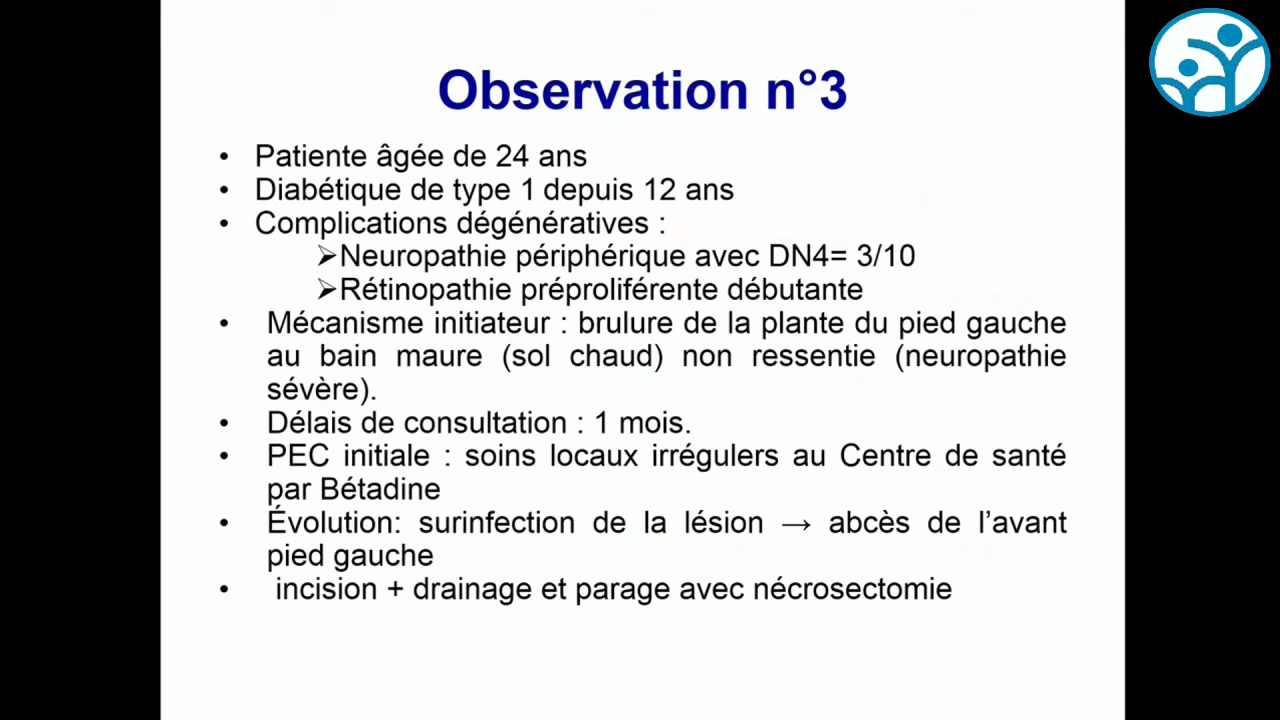 Observation n°3
• Patiente âgée de 24 ans
• Diabétique de type 1 depuis 12 ans
• Complications dégénératives :
➢Neuropathie périphérique avec DN4= 3/10
➢Rétinopathie préproliférente débutante
• Mécanisme initiateur : brulure de la plante du pied gauche
au bain maure (sol chaud) non ressentie (neuropathie
sévère).
• Délais de consultation : 1 mois.
• PEC initiale : soins locaux irrégulers au Centre de santé
par Bétadine
• Évolution: surinfection de la lésion → abcès de l’avant
pied gauche
• incision + drainage et parage avec nécrosectomie